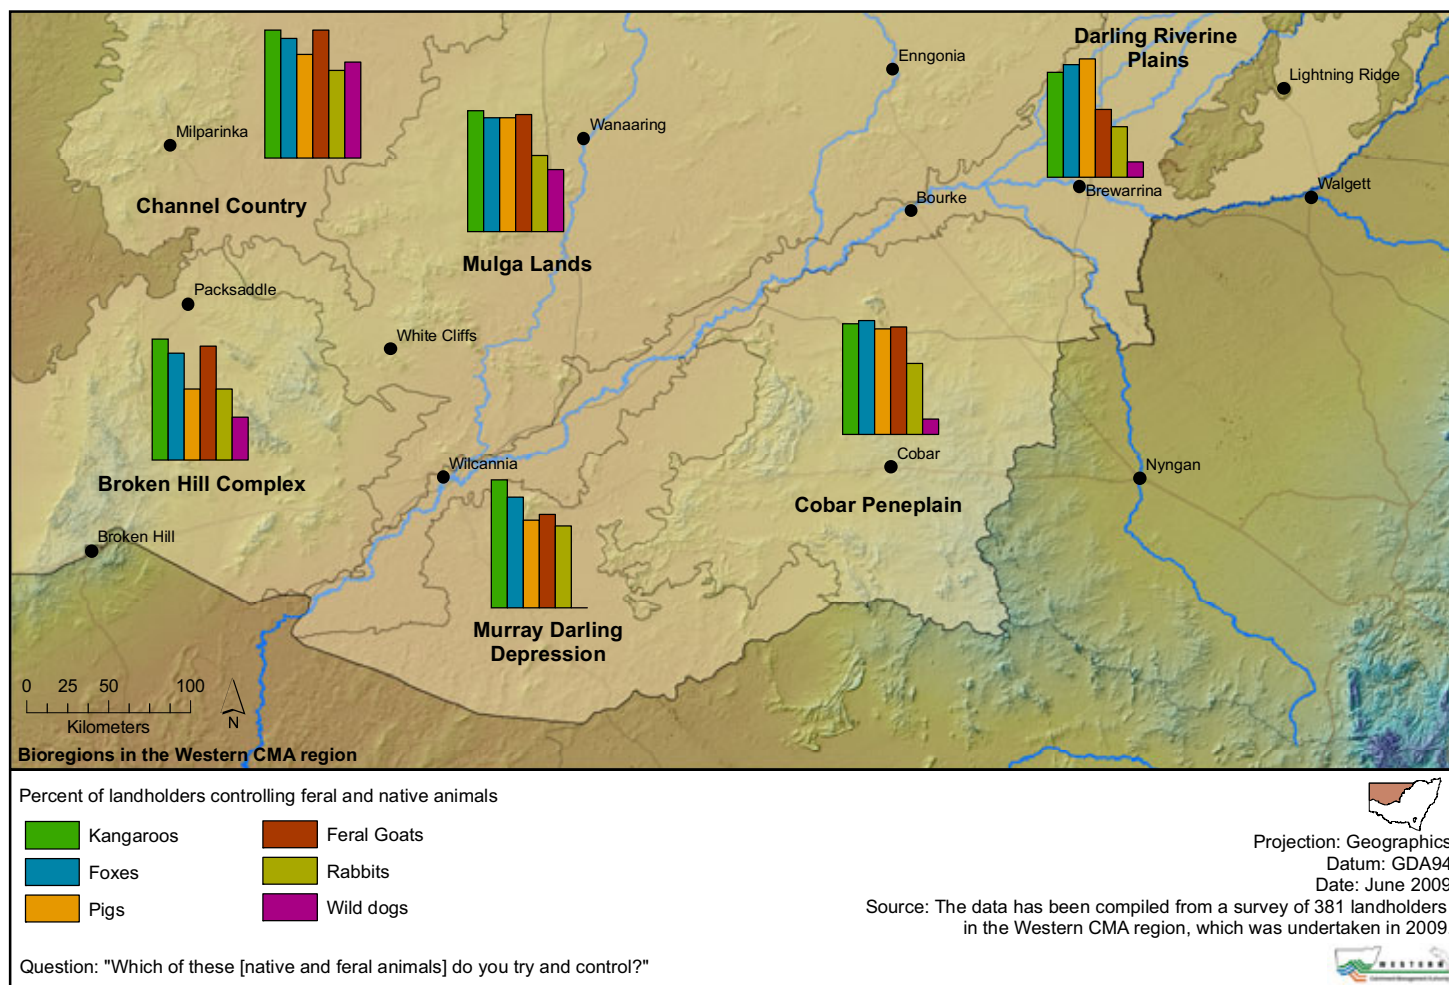 Darling Riverine
Plains
Enngonia
Lightning Ridge
Milparinka
Wanaaring
Channel Country
Bourke
Brewarrina
Walgett
Mulga Lands
Packsaddle
White Cliffs
Wilcannia
Cobar
Nyngan
Broken Hill Complex
Cobar Peneplain
Broken Hill
Murray Darling
Depression
0 25 50 100
Kilometers
N
Bioregions in the Western CMA region
Percent of landholders controlling feral and native animals
Kangaroos
Feral Goats
Foxes
Rabbits
Pigs
Wild dogs
Projection: Geographics
Datum: GDA94
Date: June 2009
Source: The data has been compiled from a survey of 381 landholders
in the Western CMA region, which was undertaken in 2009.
Question: "Which of these [native and feral animals] do you try and control?"
WESTERN